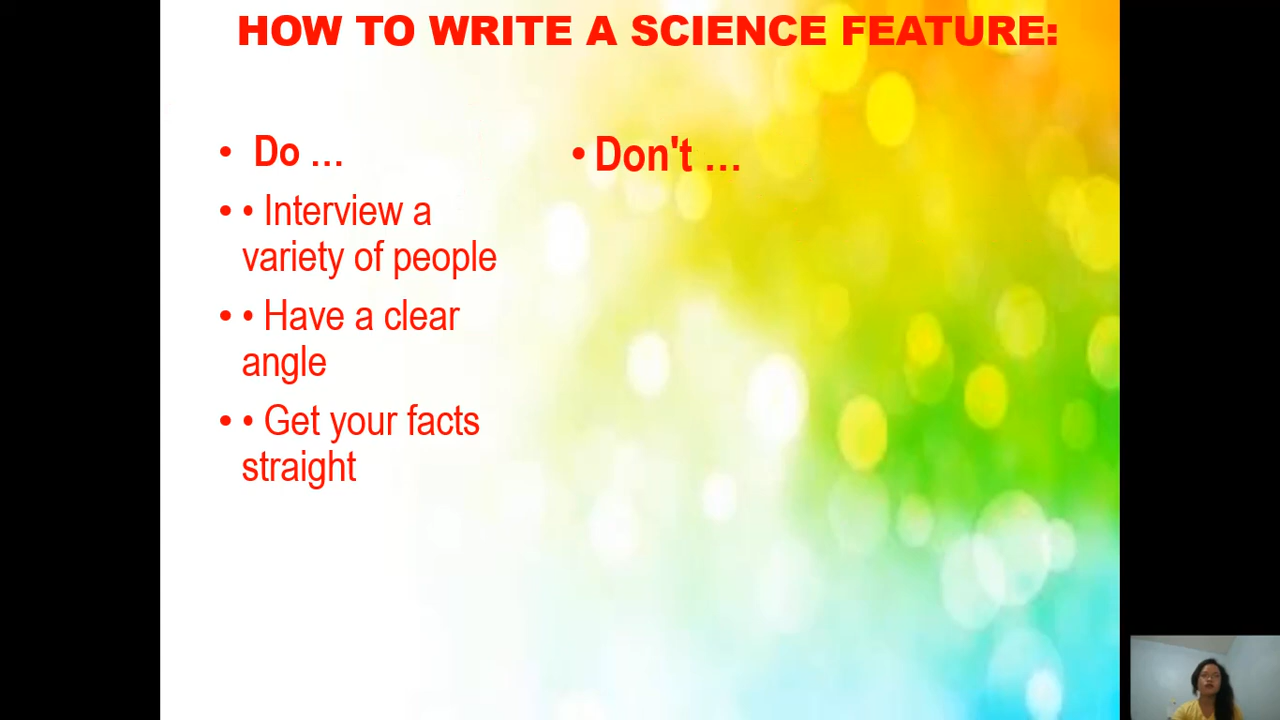 HOW TO WRITE A SCIENCE FEATURE:
• Do ...
• • Interview a
variety of people
• • Have a clear
angle
• • Get your facts
straight
• Don't ...